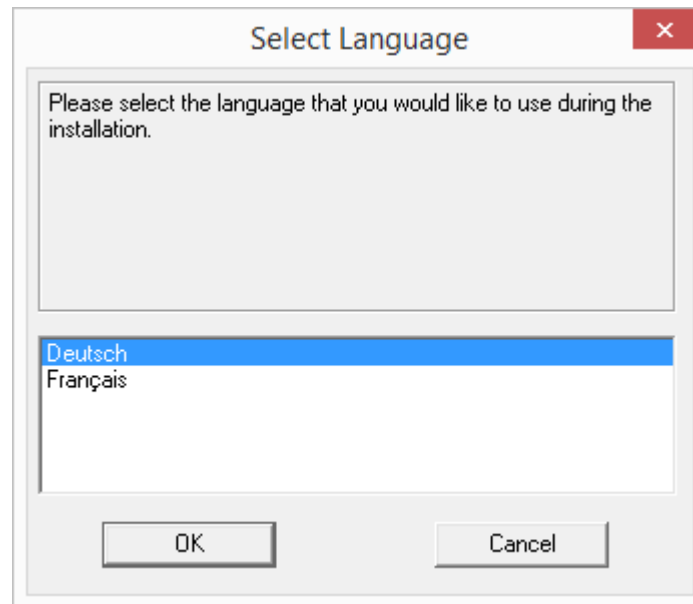 Select Language
Please select the language that you would like to use during the
installation.
Deutsch
Français
OK
Cancel